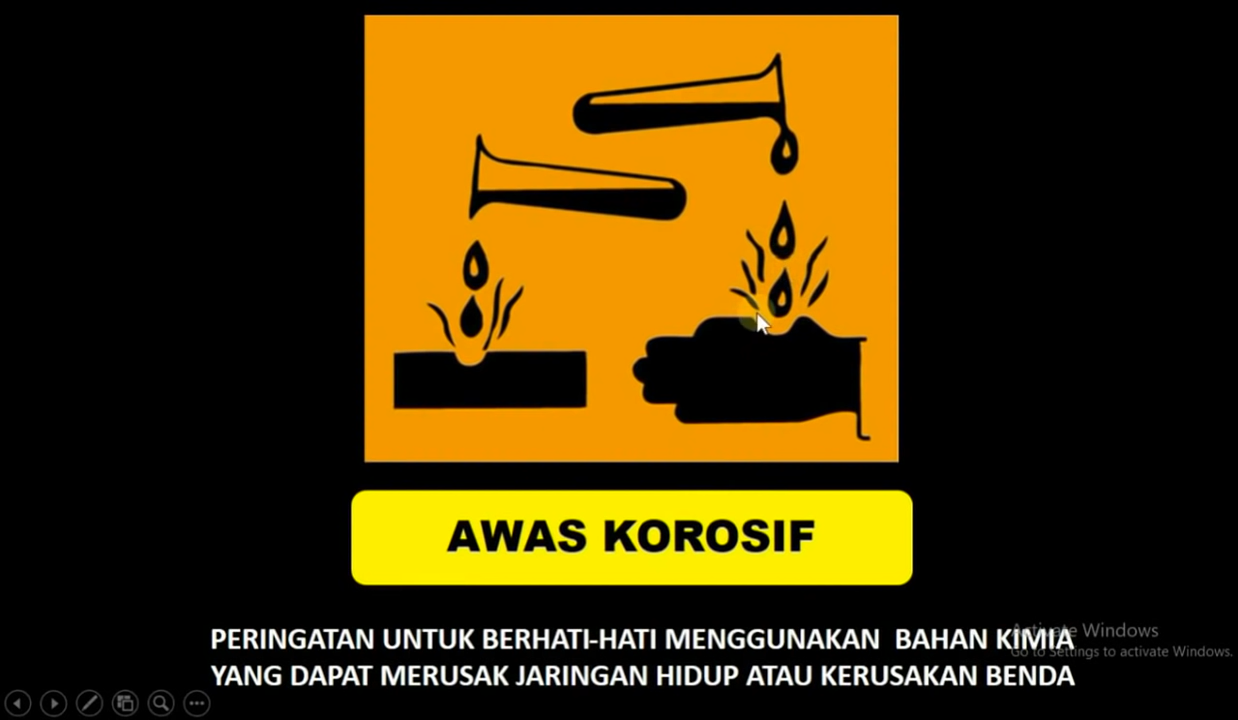 AWAS KOROSIF
PERINGATAN UNTUK BERHATI-HATI MENGGUNAKAN BAHAN KIMIA
YANG DAPAT MERUSAK JARINGAN HIDUP ATAU KERUSAKAN BENDA
Activate Windows
Go to Settings to activate Windows.